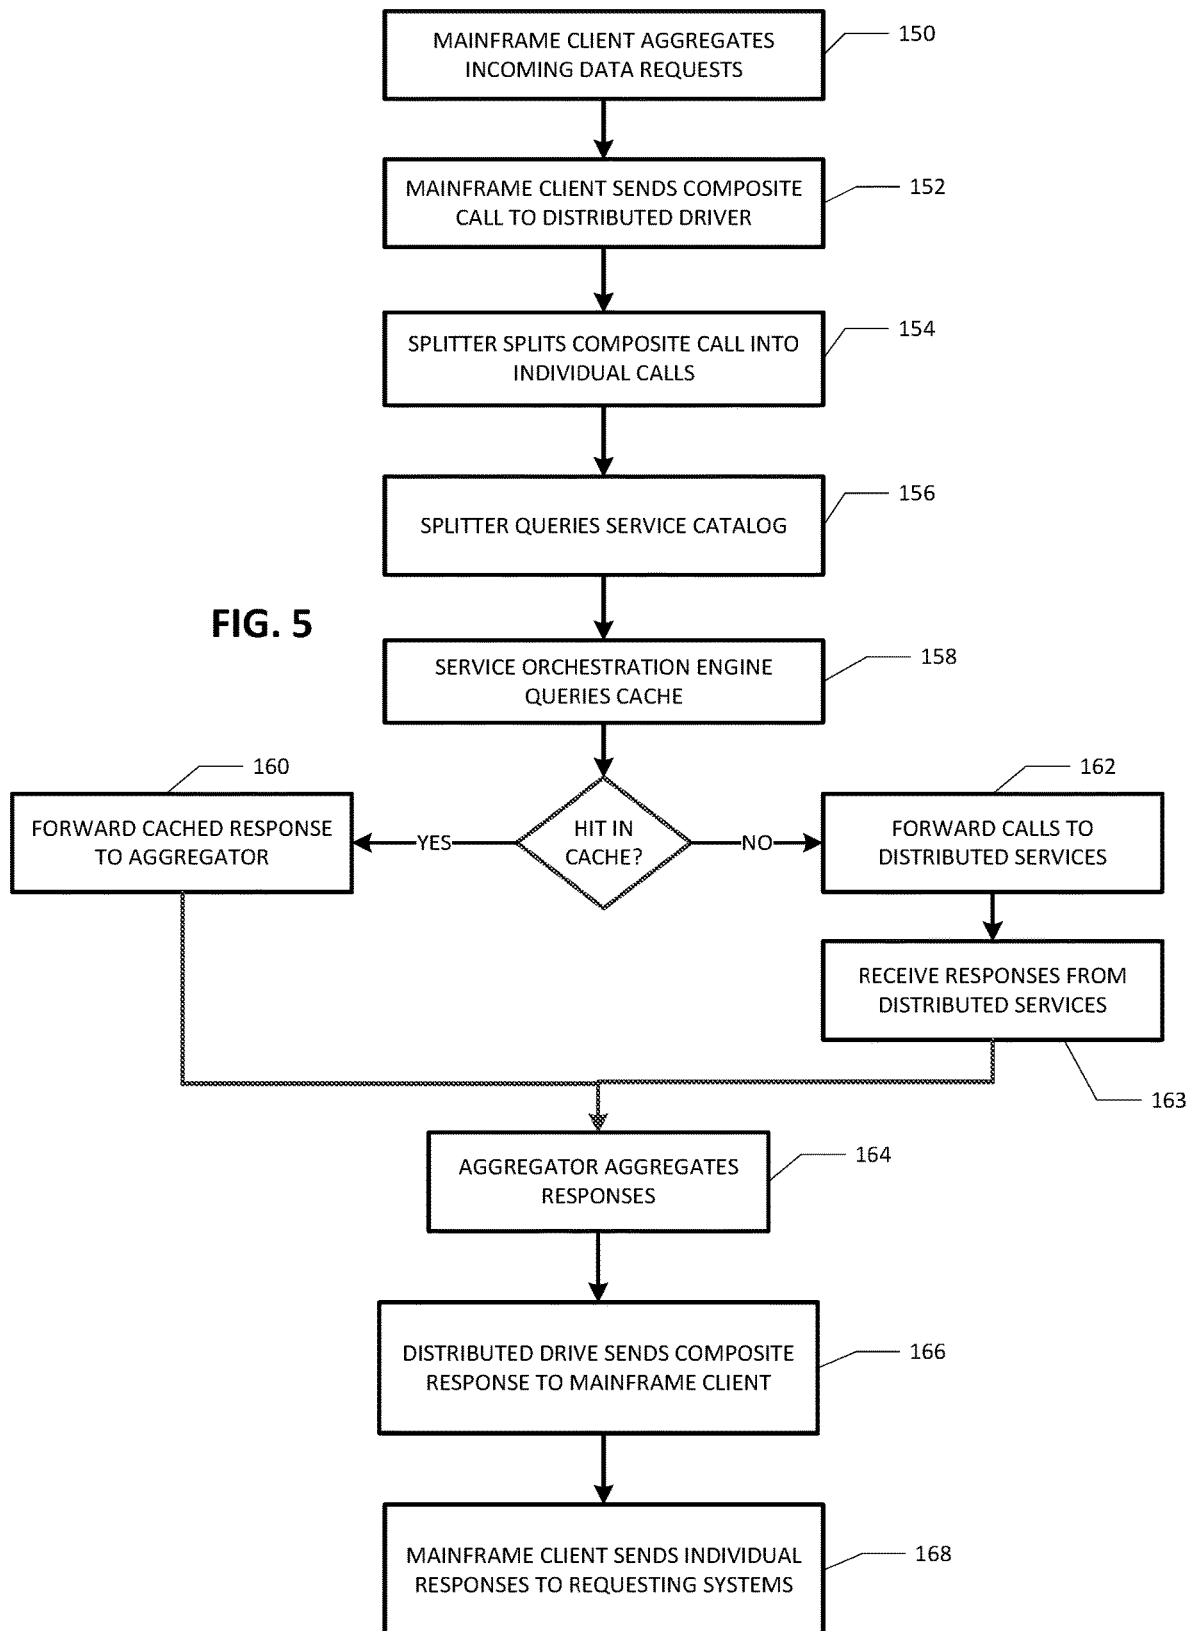 MAINFRAME CLIENT AGGREGATES
INCOMING DATA REQUESTS
150
MAINFRAME CLIENT SENDS COMPOSITE
CALL TO DISTRIBUTED DRIVER
152
SPLITTER SPLITS COMPOSITE CALL INTO
INDIVIDUAL CALLS
154
SPLITTER QUERIES SERVICE CATALOG
156
FIG. 5
SERVICE ORCHESTRATION ENGINE
QUERIES CACHE
158
160
FORWARD CACHED RESPONSE
TO AGGREGATOR
YES
HIT IN
CACHE?
NO
162
FORWARD CALLS TO
DISTRIBUTED SERVICES
RECEIVE RESPONSES FROM
DISTRIBUTED SERVICES
163
AGGREGATOR AGGREGATES
RESPONSES
164
DISTRIBUTED DRIVE SENDS COMPOSITE
RESPONSE TO MAINFRAME CLIENT
166
MAINFRAME CLIENT SENDS INDIVIDUAL
RESPONSES TO REQUESTING SYSTEMS
168